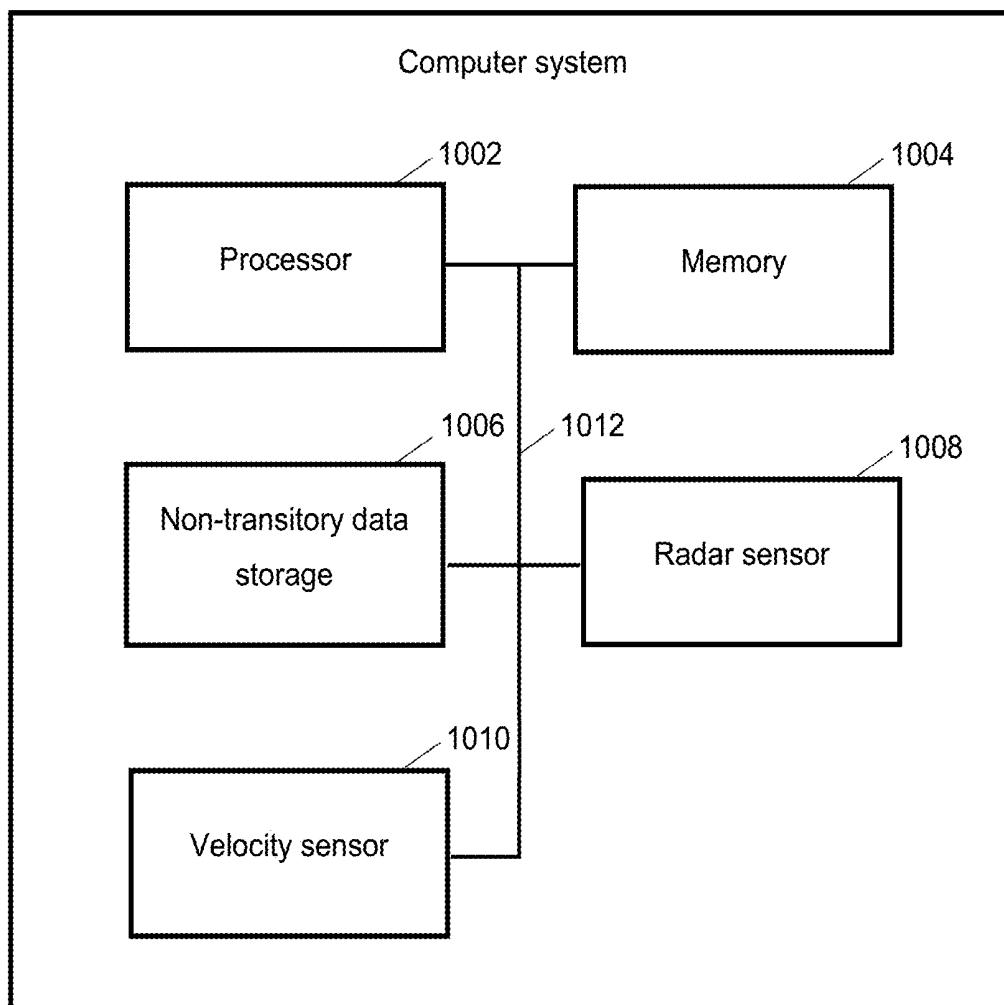 Computer system
1002
1004
Processor
Memory
1006
1012
1008
Non-transitory data
storage
Radar sensor
1010
Velocity sensor